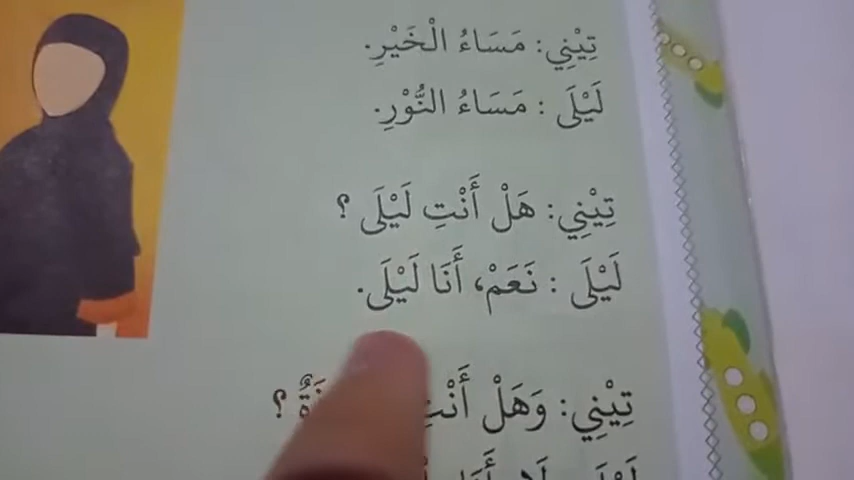 تِيْنِي: مَسَاءُ الْخَيْرِ.
لَيْلَى : مَسَاءُ النُّوْرِ.
تِيْنِي: هَلْ أَنْتِ لَيْلَى ؟
لَيْلَى : نَعَمْ، أَنَا لَيْلَى.
تِيْنِي: وَهَلْ أَنْتِ ؟
لَيْلَى : لَا أَنَا